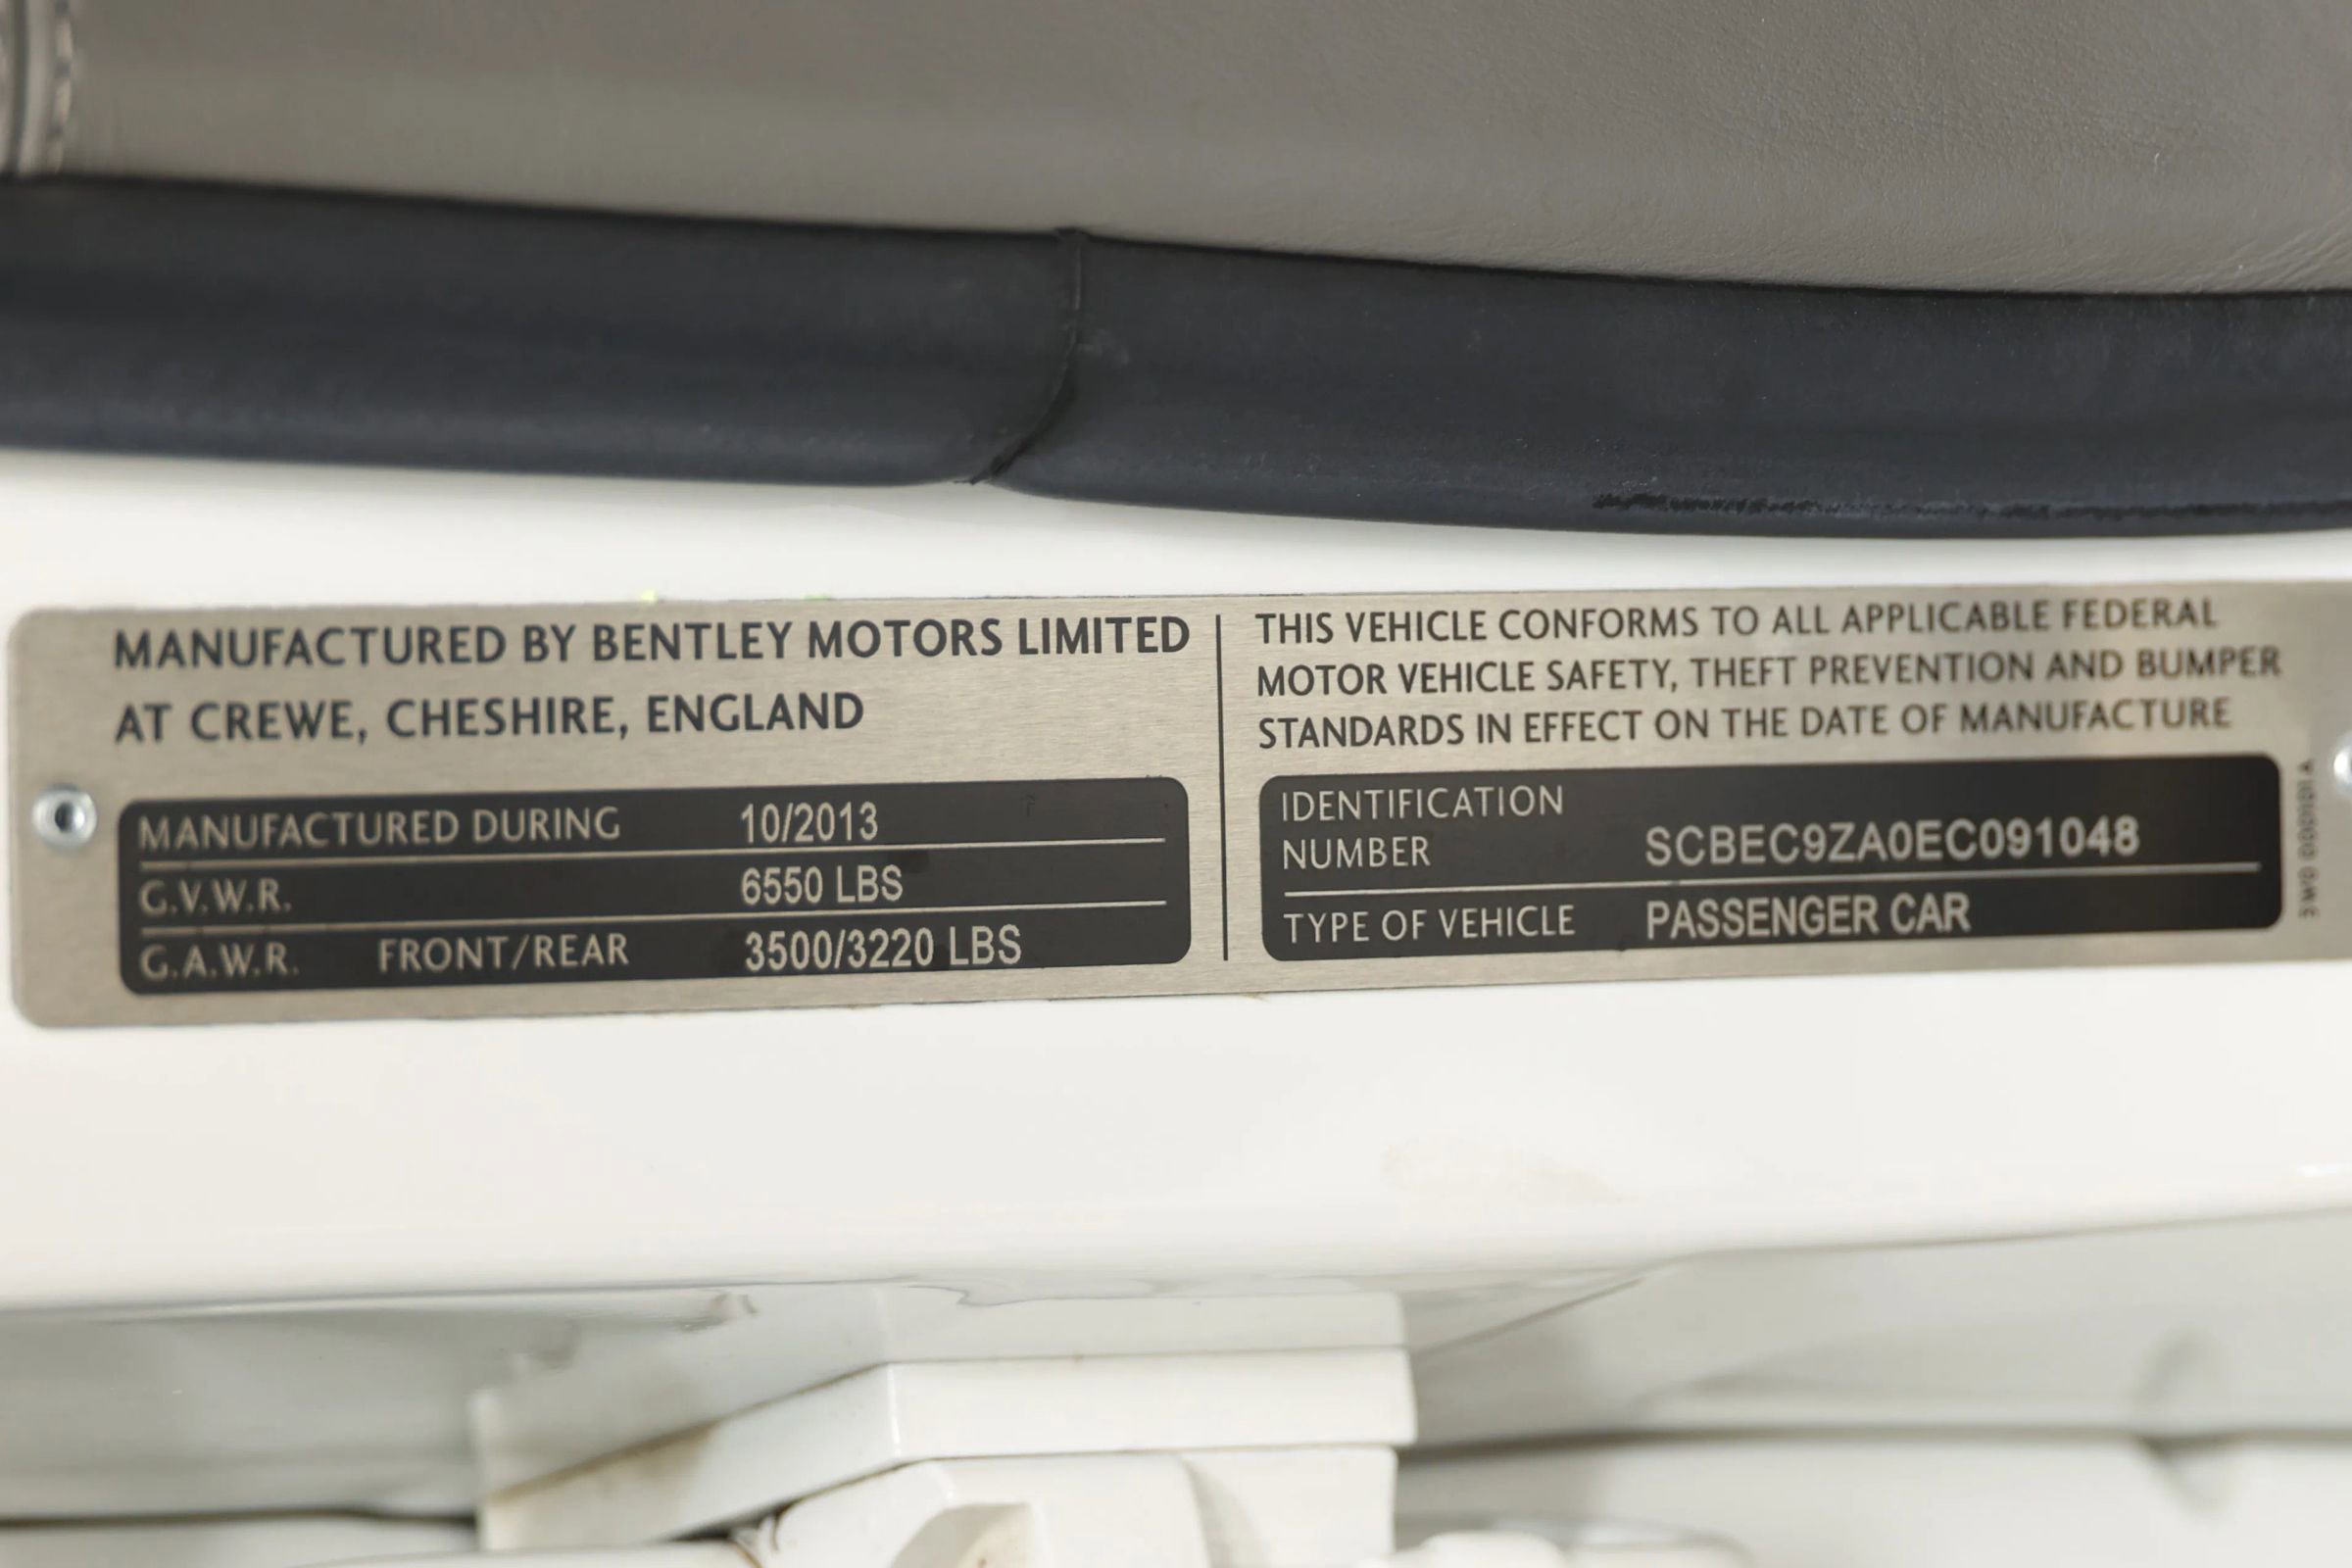 MANUFACTURED BY BENTLEY MOTORS LIMITED
AT CREWE, CHESHIRE, ENGLAND
MANUFACTURED DURING 10/2013
G.V.W.R. 6550 LBS
G.A.W.R. FRONT/REAR 3500/3220 LBS
THIS VEHICLE CONFORMS TO ALL APPLICABLE FEDERAL
MOTOR VEHICLE SAFETY, THEFT PREVENTION AND BUMPER
STANDARDS IN EFFECT ON THE DATE OF MANUFACTURE
IDENTIFICATION
NUMBER SCBEC9ZA0EC091048
TYPE OF VEHICLE PASSENGER CAR